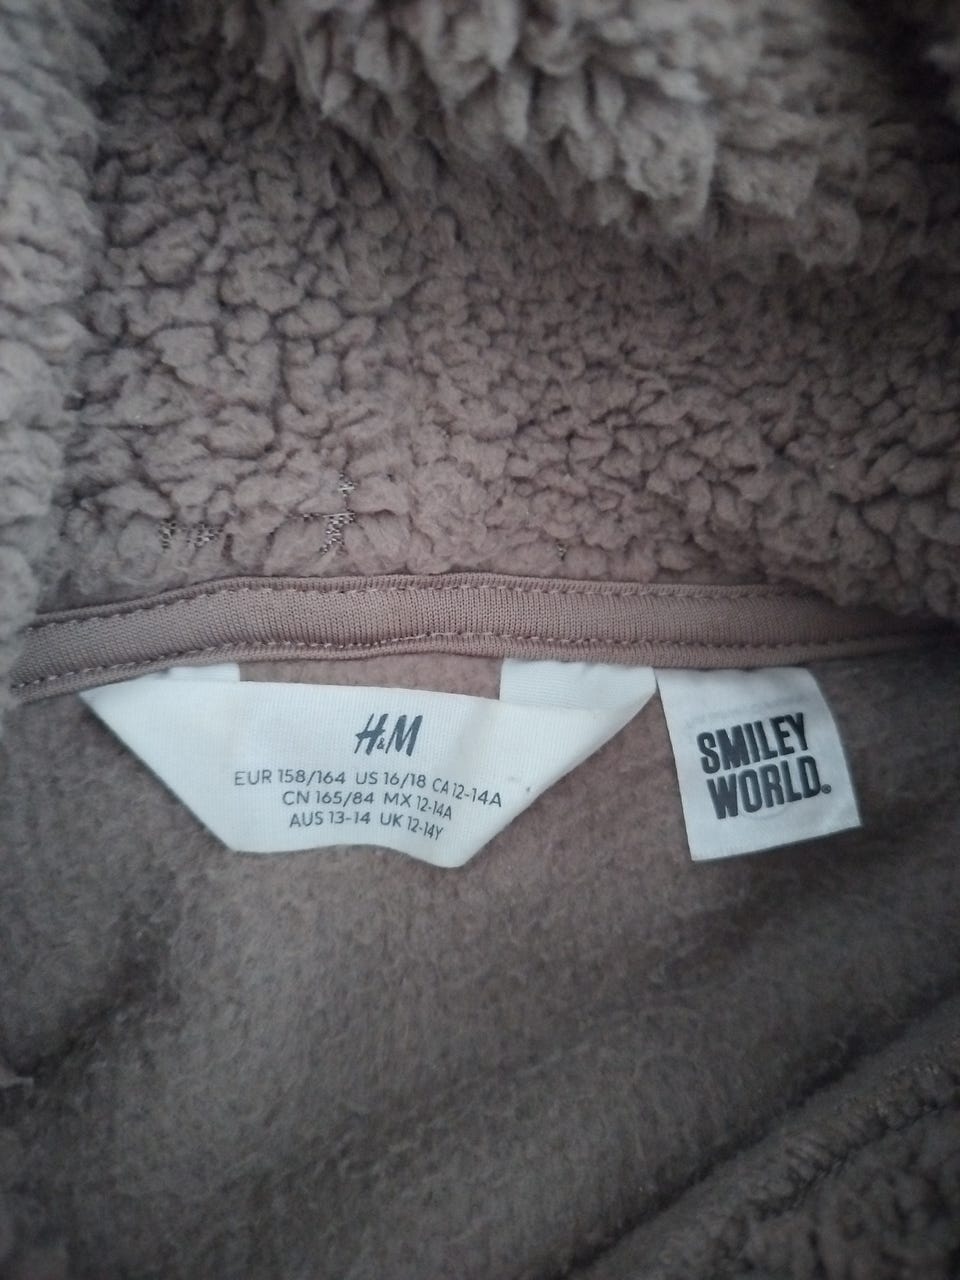 H&M
EUR 158/164 US 16/18 CA 12-14A
CN 165/84 MX 12-14A
AUS 13-14 UK 12-14Y
SMILEY
WORLD®